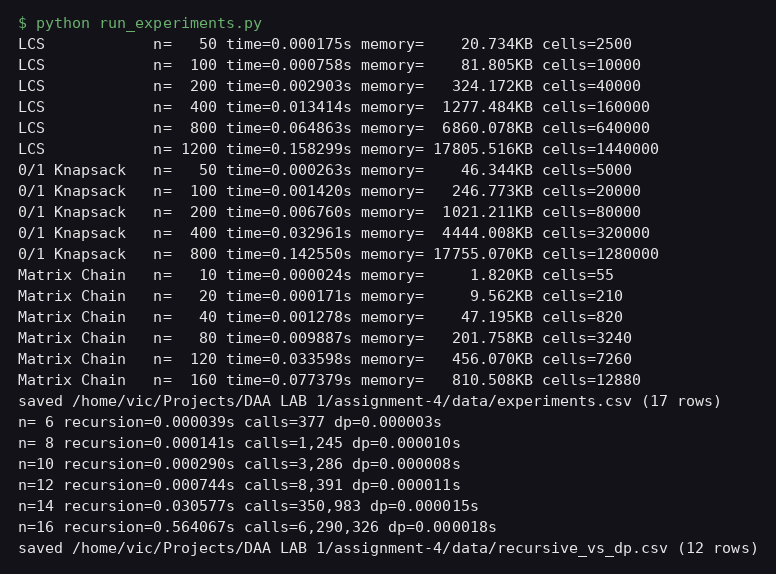 $ python run_experiments.py
LCS            n=   50 time=0.000175s memory=    20.734KB cells=2500
LCS            n=  100 time=0.000758s memory=    81.805KB cells=10000
LCS            n=  200 time=0.002903s memory=   324.172KB cells=40000
LCS            n=  400 time=0.013414s memory=  1277.484KB cells=160000
LCS            n=  800 time=0.064863s memory=  6860.078KB cells=640000
LCS            n= 1200 time=0.158299s memory= 17805.516KB cells=1440000
0/1 Knapsack   n=   50 time=0.000263s memory=    46.344KB cells=5000
0/1 Knapsack   n=  100 time=0.001420s memory=   246.773KB cells=20000
0/1 Knapsack   n=  200 time=0.006760s memory=  1021.211KB cells=80000
0/1 Knapsack   n=  400 time=0.032961s memory=  4444.008KB cells=320000
0/1 Knapsack   n=  800 time=0.142550s memory= 17755.070KB cells=1280000
Matrix Chain   n=   10 time=0.000024s memory=     1.820KB cells=55
Matrix Chain   n=   20 time=0.000171s memory=     9.562KB cells=210
Matrix Chain   n=   40 time=0.001278s memory=    47.195KB cells=820
Matrix Chain   n=   80 time=0.009887s memory=   201.758KB cells=3240
Matrix Chain   n=  120 time=0.033598s memory=   456.070KB cells=7260
Matrix Chain   n=  160 time=0.077379s memory=   810.508KB cells=12880
saved /home/vic/Projects/DAA LAB 1/assignment-4/data/experiments.csv (17 rows)
n= 6 recursion=0.000039s calls=377 dp=0.000003s
n= 8 recursion=0.000141s calls=1,245 dp=0.000010s
n=10 recursion=0.000290s calls=3,286 dp=0.000008s
n=12 recursion=0.000744s calls=8,391 dp=0.000011s
n=14 recursion=0.030577s calls=350,983 dp=0.000015s
n=16 recursion=0.564067s calls=6,290,326 dp=0.000018s
saved /home/vic/Projects/DAA LAB 1/assignment-4/data/recursive_vs_dp.csv (12 rows)